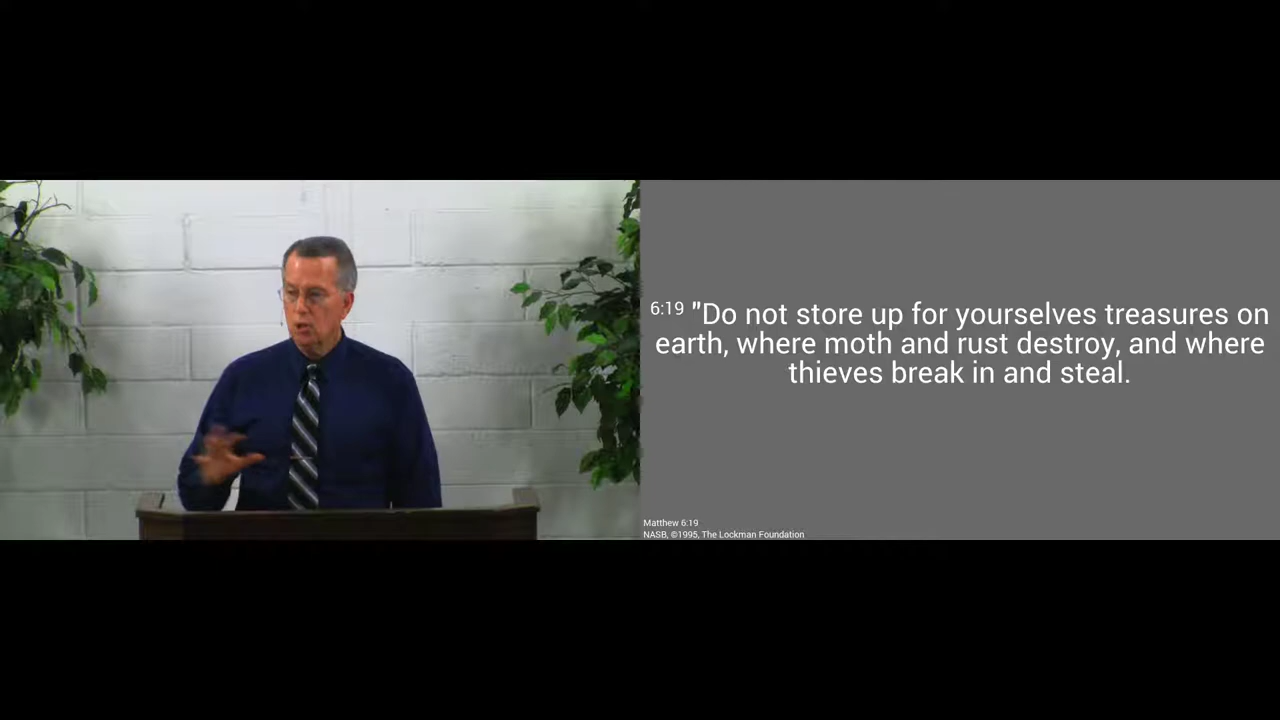 6:19 "Do not store up for yourselves treasures on
earth, where moth and rust destroy, and where
thieves break in and steal.
Matthew 6:19
NASB, ©1995, The Lockman Foundation